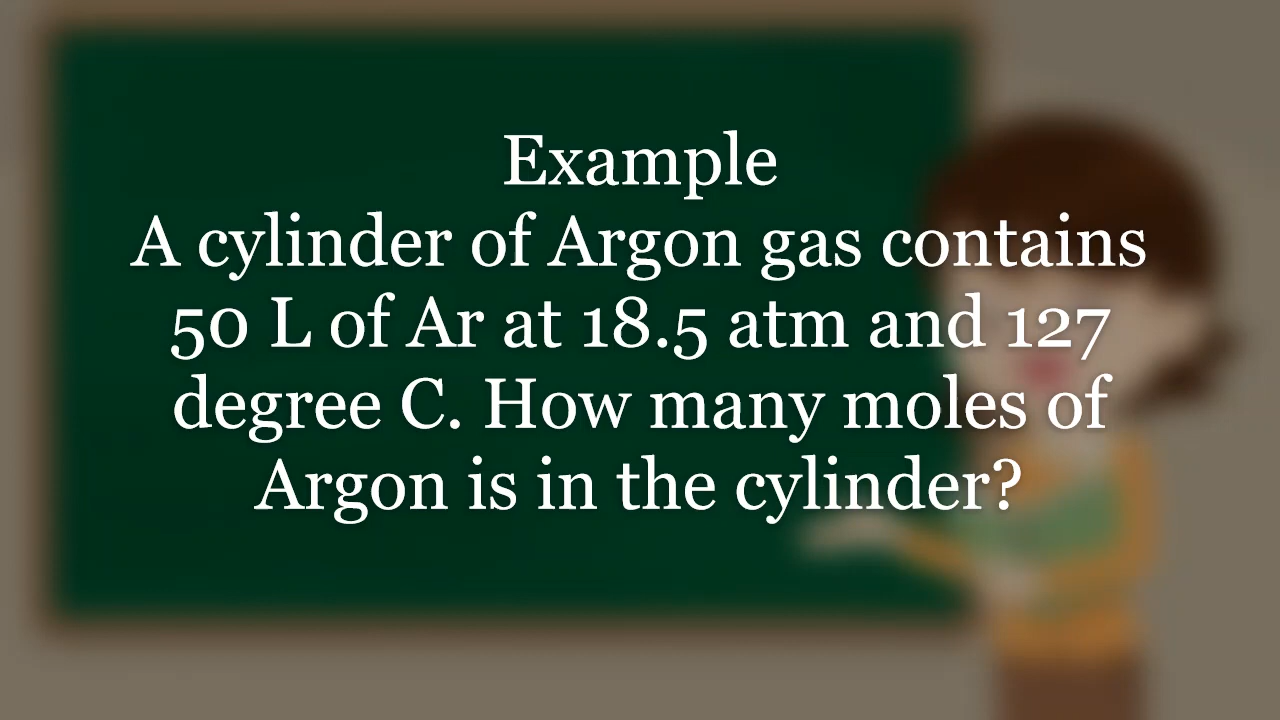 Example
A cylinder of Argon gas contains
50 L of Ar at 18.5 atm and 127
degree C. How many moles of
Argon is in the cylinder?